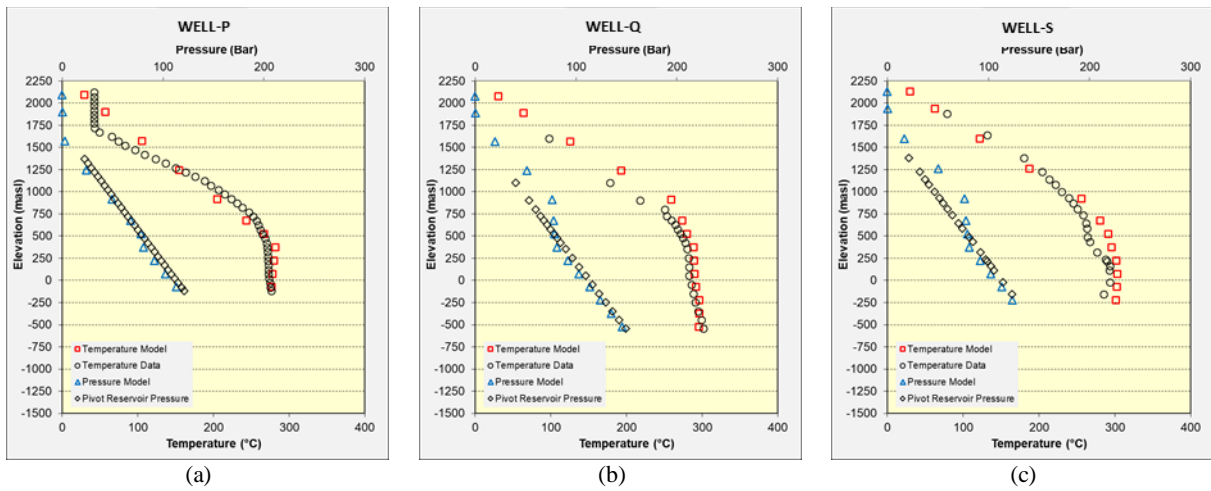 WELL-P
Pressure (Bar)
0 100 200 300
2250
2000
1750
1500
1250
1000
750
500
250
0
-250
-500
-750
-1000
-1250
-1500
Elevation (masl)
Temperature Model
Temperature Data
Pressure Model
Pivot Reservoir Pressure
0 100 200 300 400
Temperature (°C)
(a)
WELL-Q
Pressure (Bar)
0 100 200 300
2250
2000
1750
1500
1250
1000
750
500
250
0
-250
-500
-750
-1000
-1250
-1500
Elevation (masl)
Temperature Model
Temperature Data
Pressure Model
Pivot Reservoir Pressure
0 100 200 300 400
Temperature (°C)
(b)
WELL-S
Pressure (Bar)
0 100 200 300
2250
2000
1750
1500
1250
1000
750
500
250
0
-250
-500
-750
-1000
-1250
-1500
Elevation (masl)
Temperature Model
Temperature Data
Pressure Model
Pivot Reservoir Pressure
0 100 200 300 400
Temperature (°C)
(c)